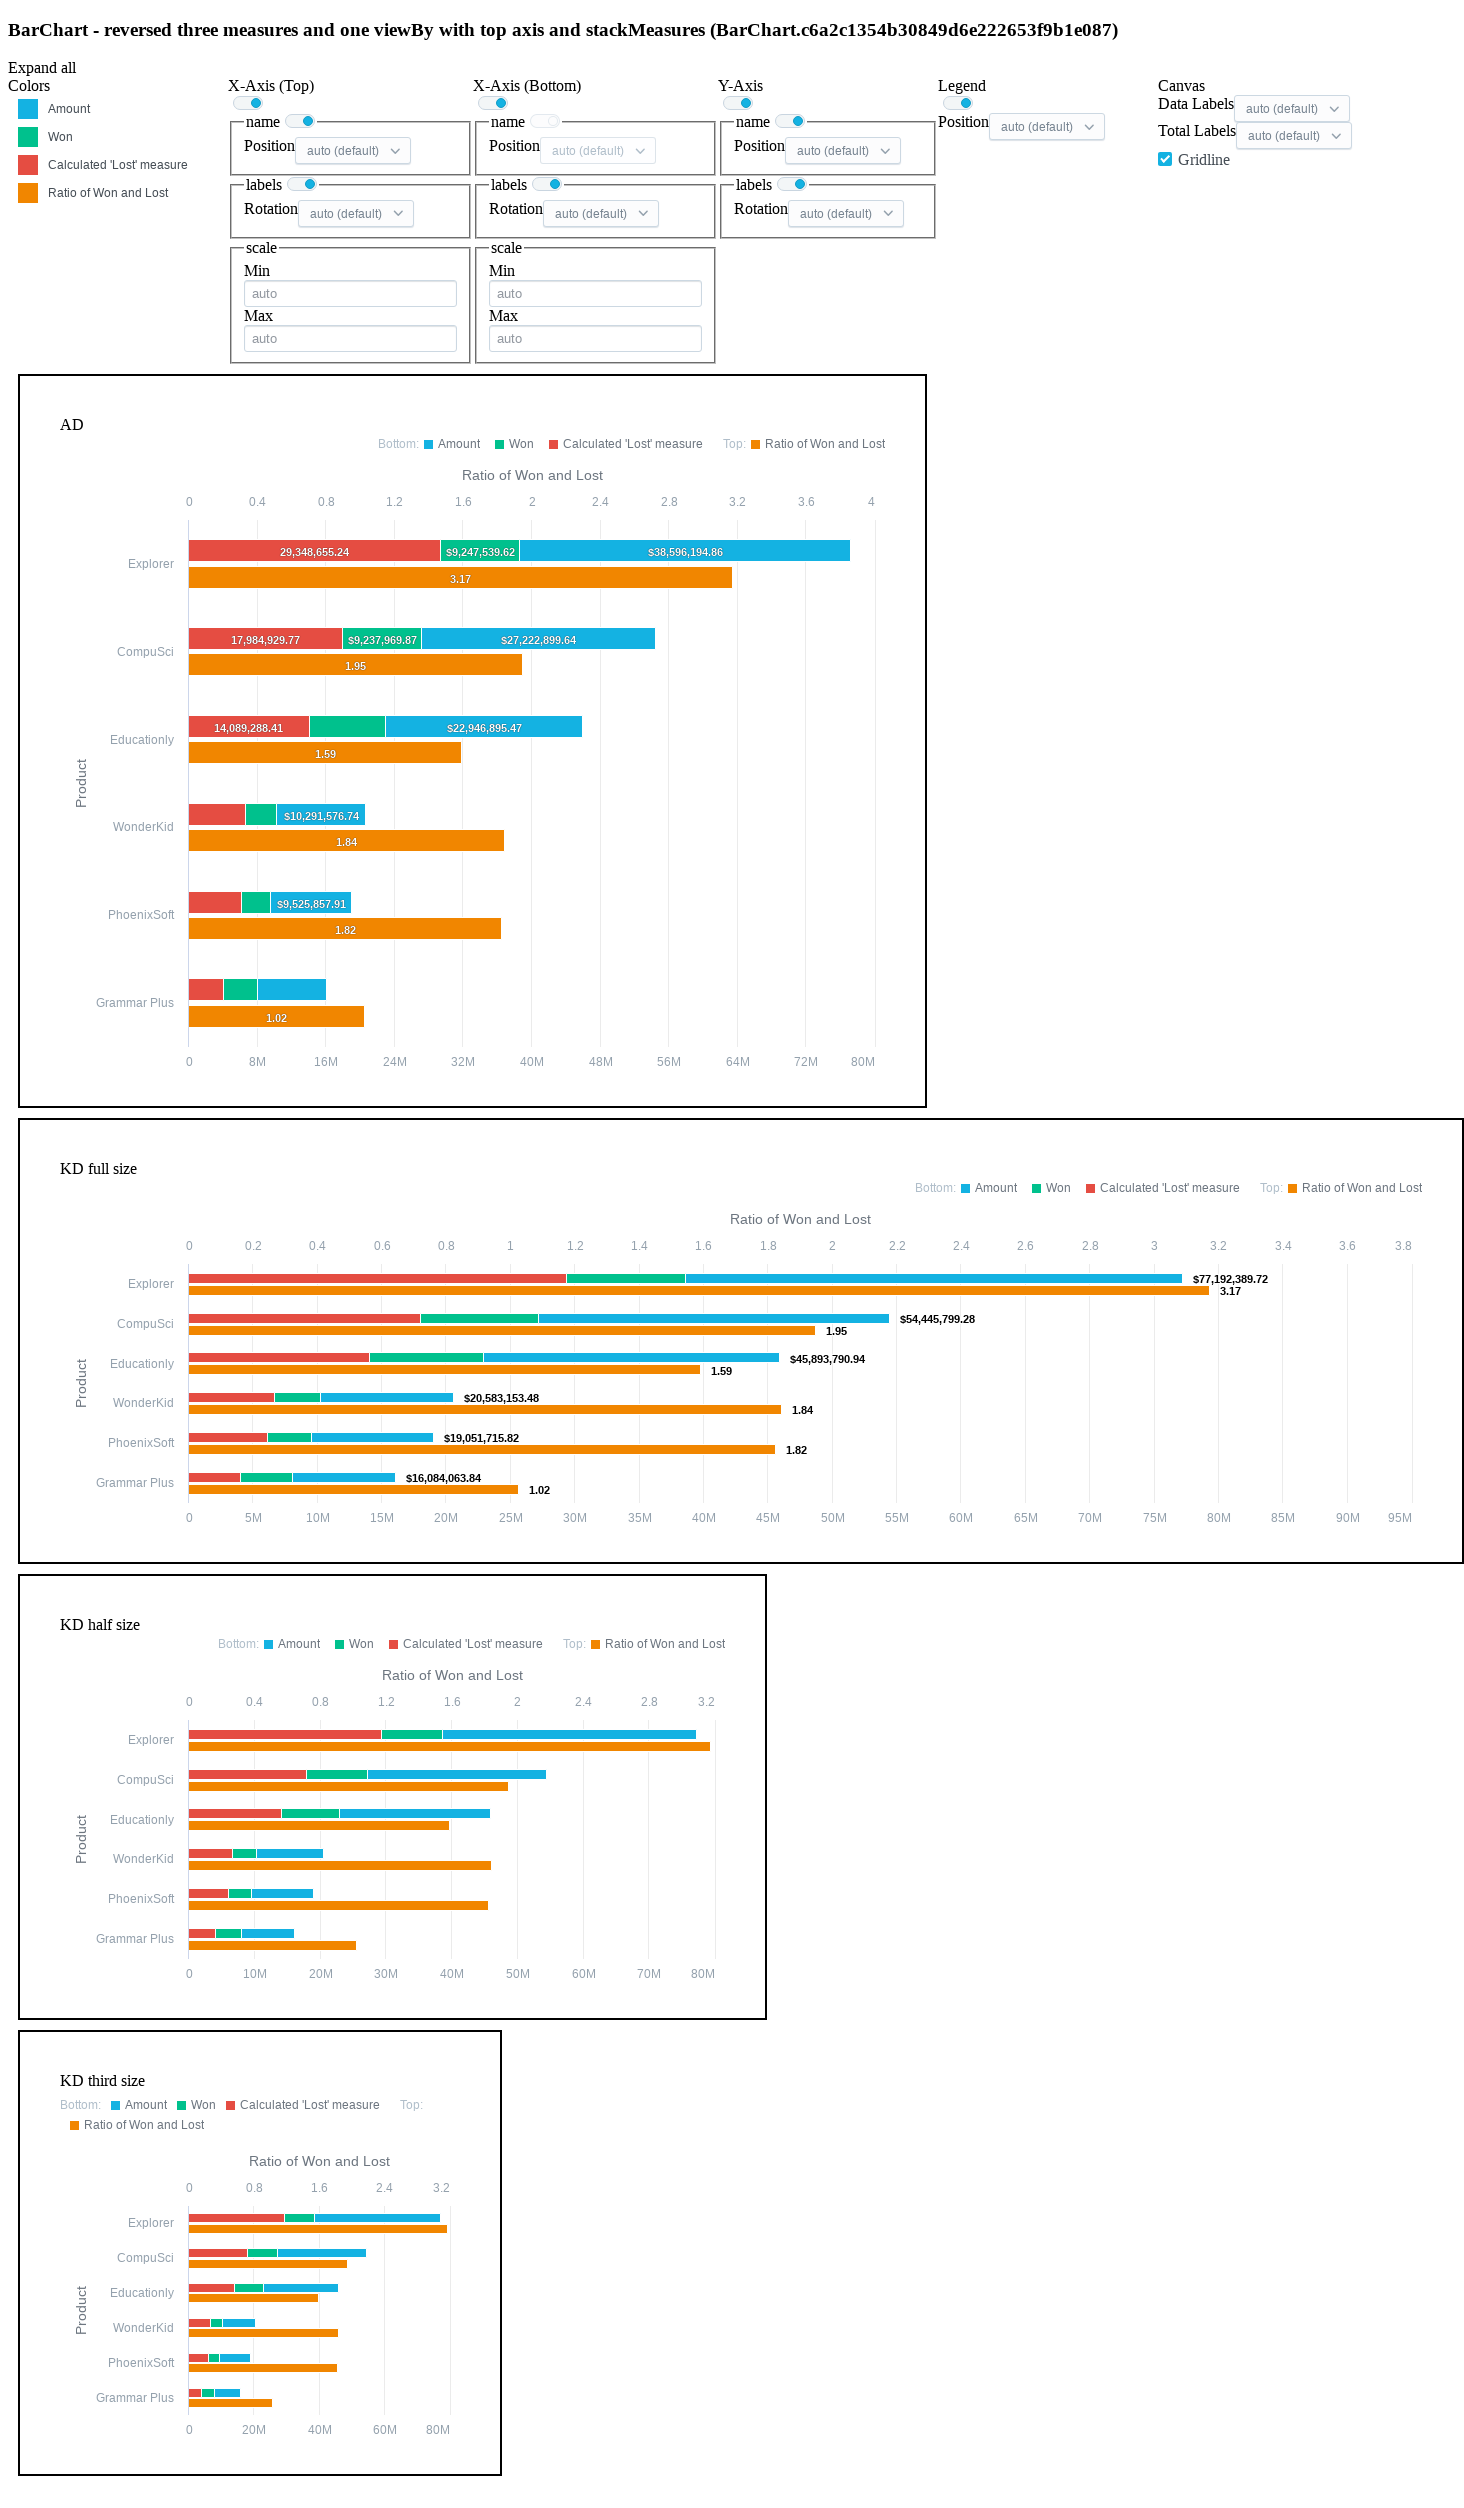 BarChart - reversed three measures and one viewBy with top axis and stackMeasures (BarChart.c6a2c1354b30849d6e222653f9b1e087)
Expand all
Colors
Amount
Won
Calculated 'Lost' measure
Ratio of Won and Lost
X-Axis (Top)
name
Position auto (default)
labels
Rotation auto (default)
scale
Min
auto
Max
auto
X-Axis (Bottom)
name
Position auto (default)
labels
Rotation auto (default)
scale
Min
auto
Max
auto
Y-Axis
name
Position auto (default)
labels
Rotation auto (default)
Legend
Position auto (default)
Canvas
Data Labels auto (default)
Total Labels auto (default)
Gridline
AD
Bottom: Amount Won Calculated 'Lost' measure Top: Ratio of Won and Lost
Ratio of Won and Lost
0 0.4 0.8 1.2 1.6 2 2.4 2.8 3.2 3.6 4
Explorer 29,348,655.24 $9,247,539.62 $38,596,194.86
3.17
CompuSci 17,984,929.77 $9,237,969.87 $27,222,899.64
1.95
Educationly 14,089,288.41 $22,946,895.47
1.59
Product
WonderKid $10,291,576.74
1.84
PhoenixSoft $9,525,857.91
1.82
Grammar Plus
1.02
0 8M 16M 24M 32M 40M 48M 56M 64M 72M 80M
KD full size
Bottom: Amount Won Calculated 'Lost' measure Top: Ratio of Won and Lost
Ratio of Won and Lost
0 0.2 0.4 0.6 0.8 1 1.2 1.4 1.6 1.8 2 2.2 2.4 2.6 2.8 3 3.2 3.4 3.6 3.8
Explorer $77,192,389.72
3.17
CompuSci $54,445,799.28
1.95
Educationly $45,893,790.94
1.59
Product
WonderKid $20,583,153.48
1.84
PhoenixSoft $19,051,715.82
1.82
Grammar Plus $16,084,063.84
1.02
0 5M 10M 15M 20M 25M 30M 35M 40M 45M 50M 55M 60M 65M 70M 75M 80M 85M 90M 95M
KD half size
Bottom: Amount Won Calculated 'Lost' measure Top: Ratio of Won and Lost
Ratio of Won and Lost
0 0.4 0.8 1.2 1.6 2 2.4 2.8 3.2
Explorer
CompuSci
Educationly
Product
WonderKid
PhoenixSoft
Grammar Plus
0 10M 20M 30M 40M 50M 60M 70M 80M
KD third size
Bottom: Amount Won Calculated 'Lost' measure Top:
Ratio of Won and Lost
Ratio of Won and Lost
0 0.8 1.6 2.4 3.2
Explorer
CompuSci
Educationly
Product
WonderKid
PhoenixSoft
Grammar Plus
0 20M 40M 60M 80M